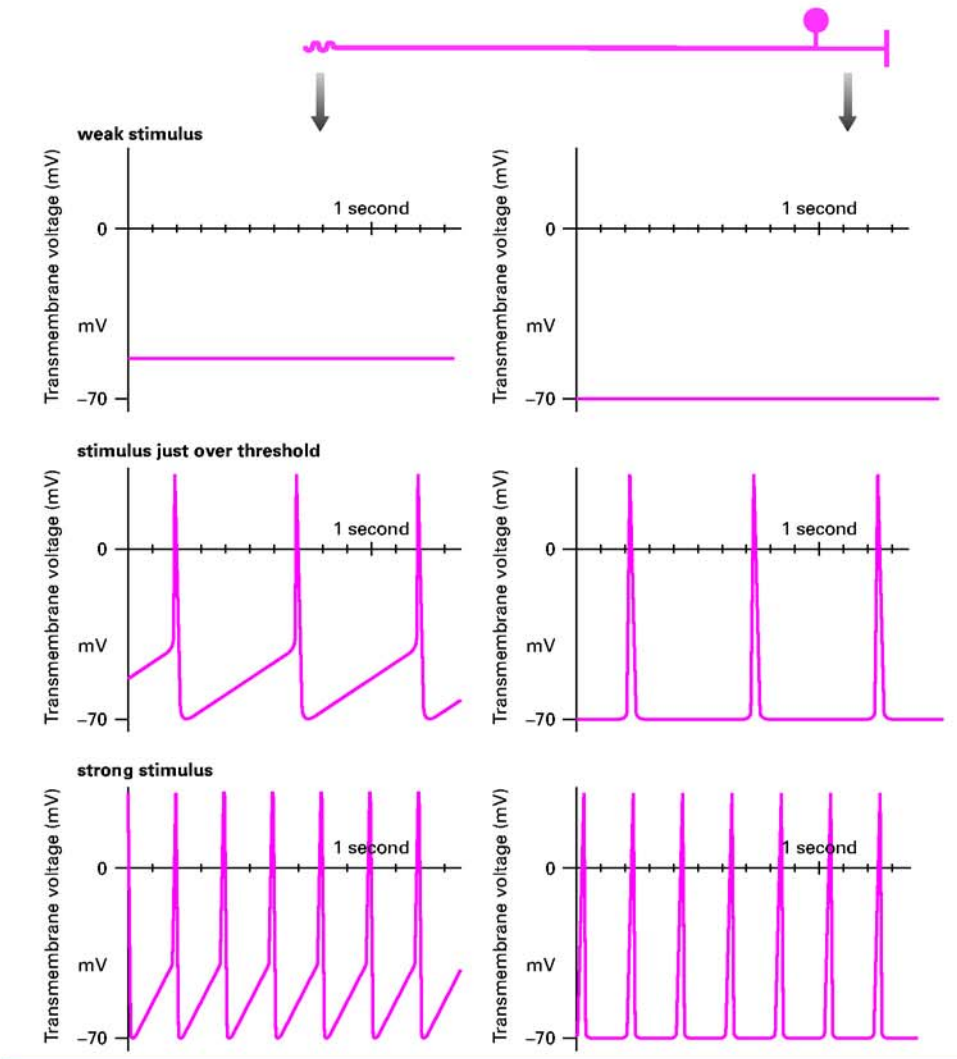 weak stimulus
Transmembrane voltage (mV)
1 second
0
mV
−70
Transmembrane voltage (mV)
1 second
0
mV
−70
stimulus just over threshold
Transmembrane voltage (mV)
1 second
0
mV
−70
Transmembrane voltage (mV)
1 second
0
mV
−70
strong stimulus
Transmembrane voltage (mV)
1 second
0
mV
−70
Transmembrane voltage (mV)
1 second
0
mV
−70